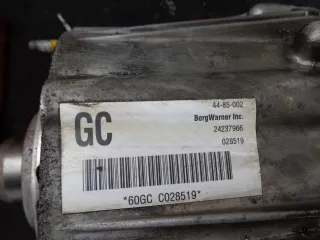 44-85-002
GC
BorgWarner Inc.
24237966
028519
*60GC C028519*